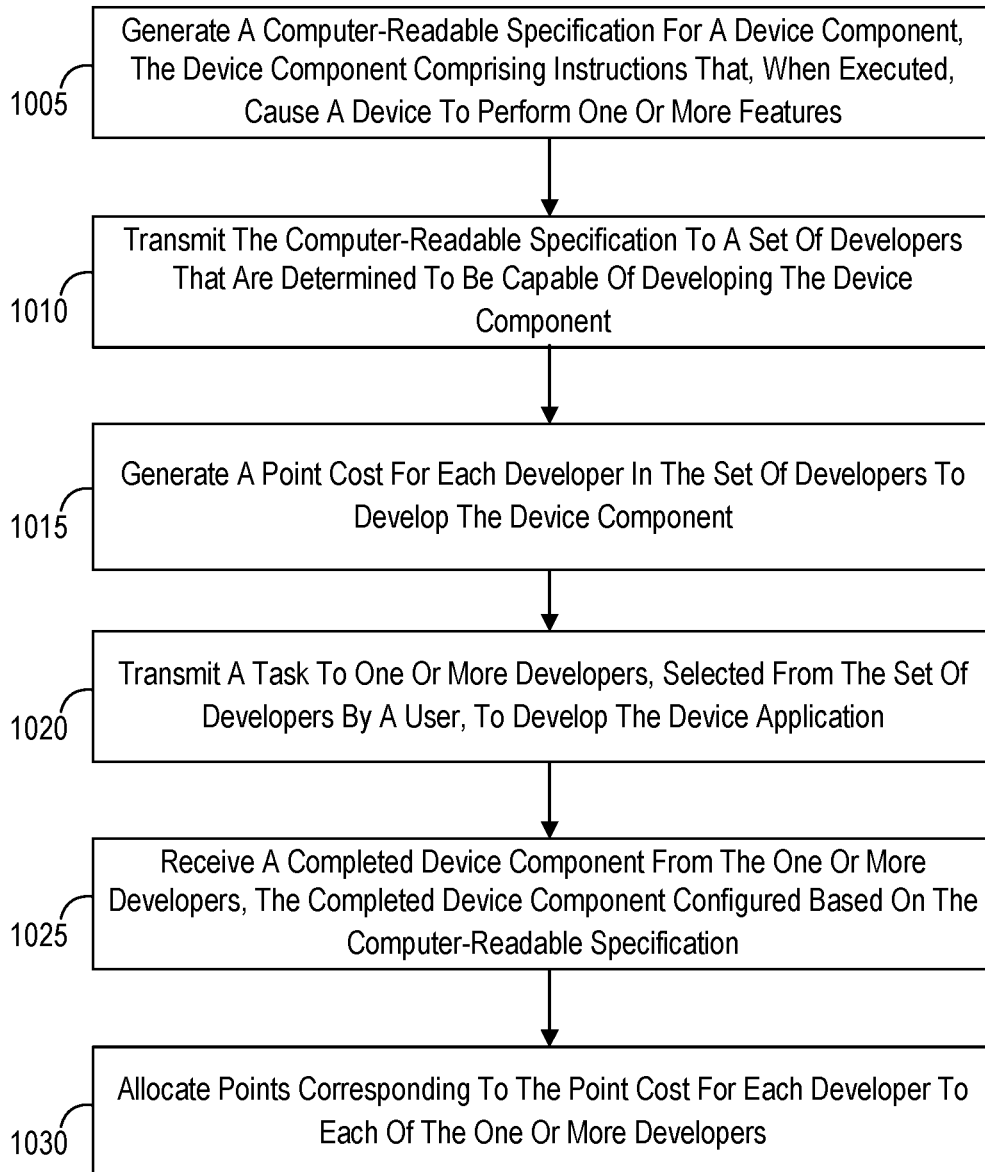 Generate A Computer-Readable Specification For A Device Component,
The Device Component Comprising Instructions That, When Executed,
Cause A Device To Perform One Or More Features
1005
Transmit The Computer-Readable Specification To A Set Of Developers
That Are Determined To Be Capable Of Developing The Device
Component
1010
Generate A Point Cost For Each Developer In The Set Of Developers To
Develop The Device Component
1015
Transmit A Task To One Or More Developers, Selected From The Set Of
Developers By A User, To Develop The Device Application
1020
Receive A Completed Device Component From The One Or More
Developers, The Completed Device Component Configured Based On The
Computer-Readable Specification
1025
Allocate Points Corresponding To The Point Cost For Each Developer To
Each Of The One Or More Developers
1030